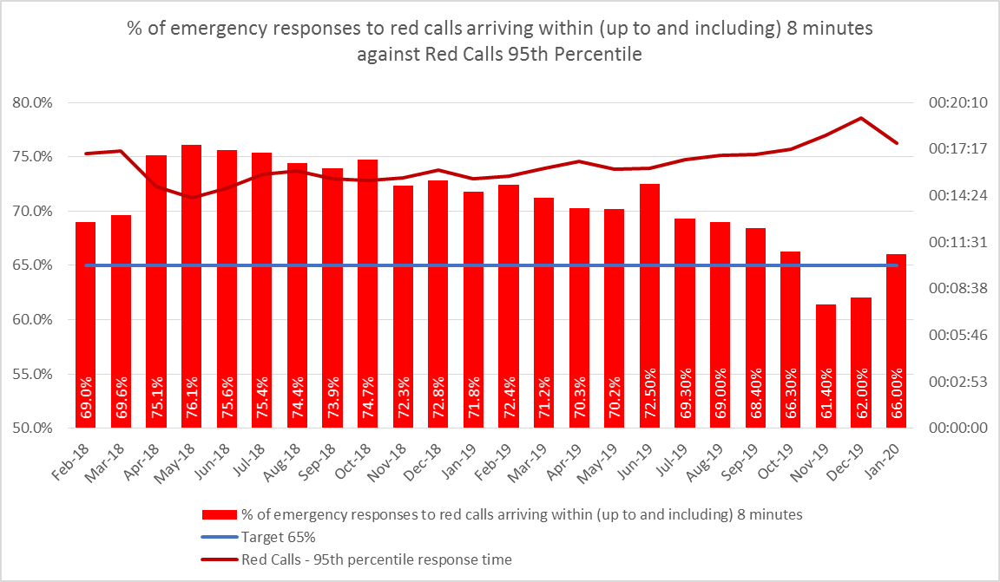 % of emergency responses to red calls arriving within (up to and including) 8 minutes
against Red Calls 95th Percentile
80.0%
75.0%
70.0%
65.0%
60.0%
55.0%
50.0%
00:20:10
00:17:17
00:14:24
00:11:31
00:08:38
00:05:46
00:02:53
00:00:00
69.0%
69.6%
75.1%
76.1%
75.6%
75.4%
74.4%
73.9%
74.7%
72.3%
72.8%
71.8%
72.4%
71.2%
70.3%
70.2%
72.50%
69.30%
69.00%
68.40%
66.30%
61.40%
62.00%
66.00%
Feb-18
Mar-18
Apr-18
May-18
Jun-18
Jul-18
Aug-18
Sep-18
Oct-18
Nov-18
Dec-18
Jan-19
Feb-19
Mar-19
Apr-19
May-19
Jun-19
Jul-19
Aug-19
Sep-19
Oct-19
Nov-19
Dec-19
Jan-20
% of emergency responses to red calls arriving within (up to and including) 8 minutes
Target 65%
Red Calls - 95th percentile response time